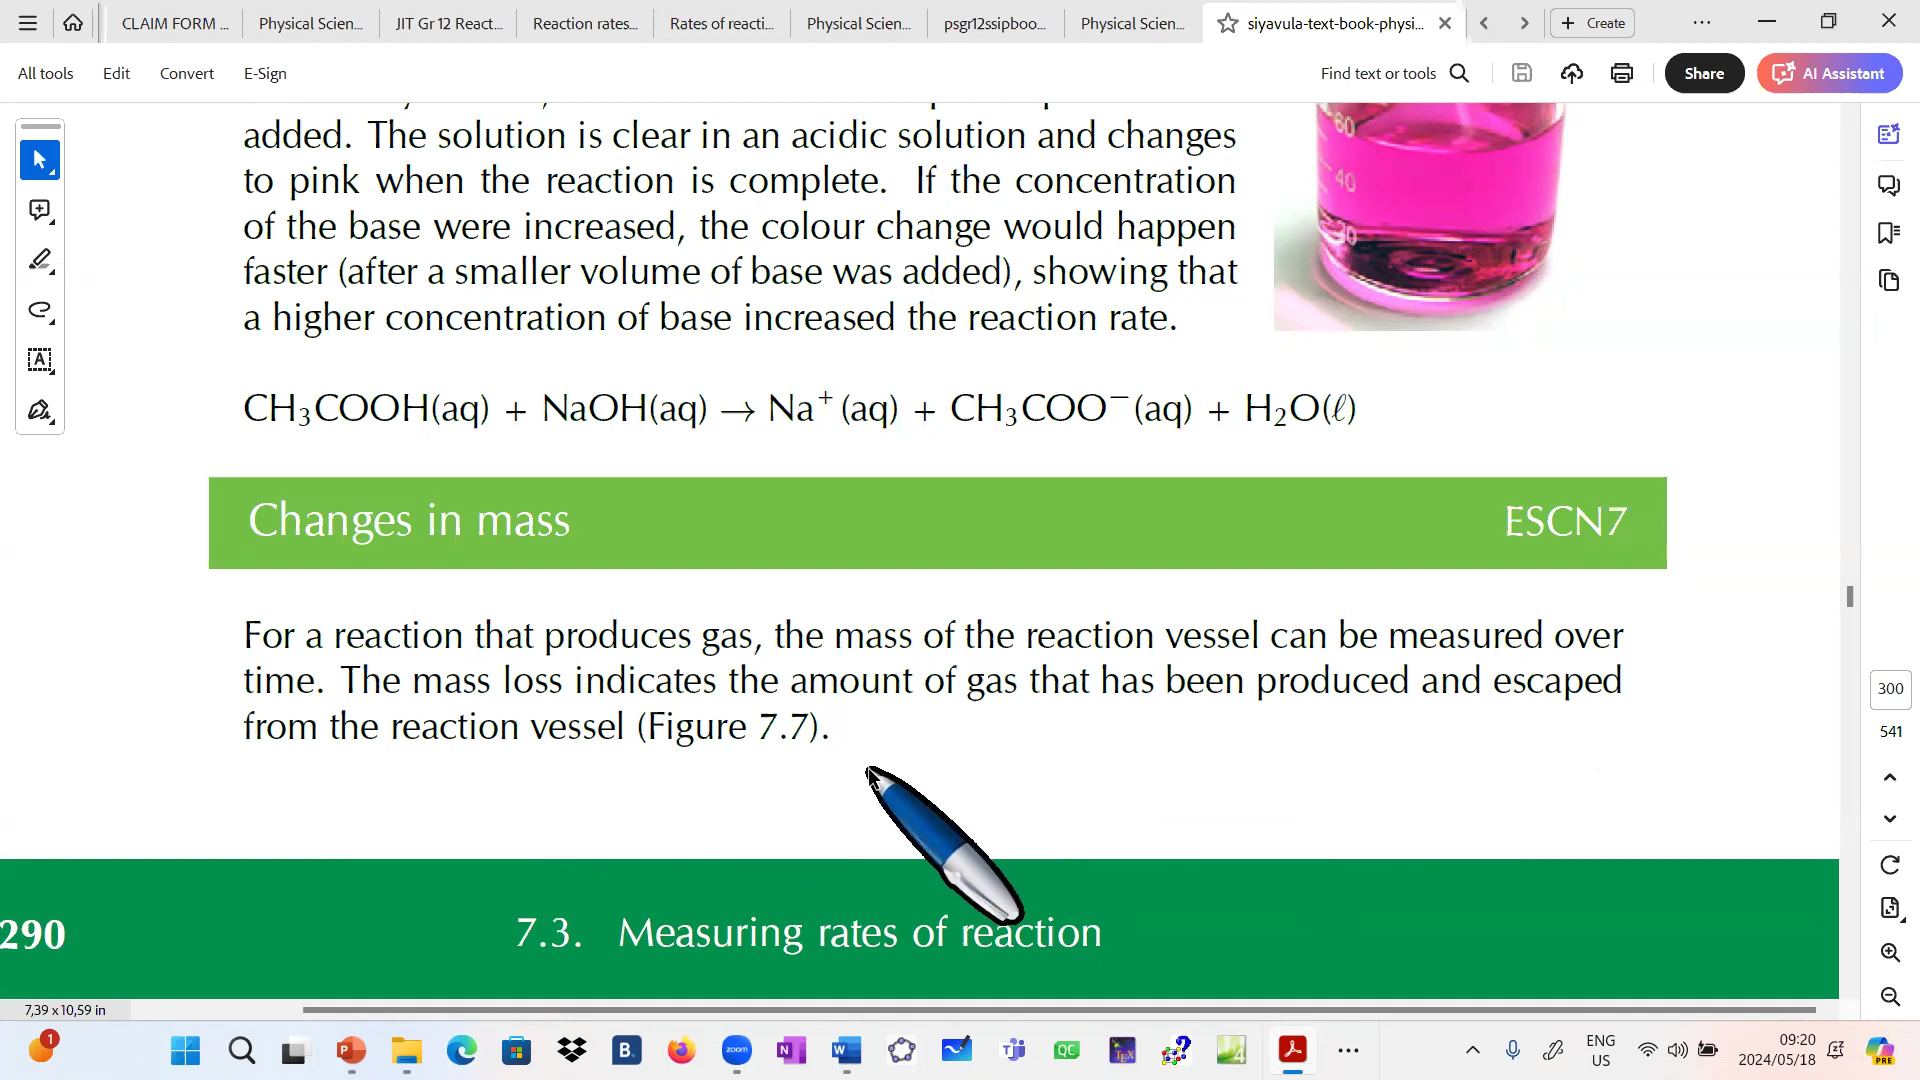 CLAIM FORM ...
Physical Scien...
JIT Gr 12 React...
Reaction rates...
Rates of reacti...
Physical Scien...
psgr12ssipboo...
Physical Scien...
siyavula-text-book-physi...
Create
All tools
Edit
Convert
E-Sign
Find text or tools
Share
AI Assistant
added. The solution is clear in an acidic solution and changes
to pink when the reaction is complete. If the concentration
of the base were increased, the colour change would happen
faster (after a smaller volume of base was added), showing that
a higher concentration of base increased the reaction rate.
60
40
CH₃COOH(aq) + NaOH(aq) → Na⁺(aq) + CH₃COO⁻(aq) + H₂O(ℓ)
Changes in mass ESCN7
For a reaction that produces gas, the mass of the reaction vessel can be measured over
time. The mass loss indicates the amount of gas that has been produced and escaped
from the reaction vessel (Figure 7.7).
290 7.3. Measuring rates of reaction
300
541
7,39 x 10,59 in
1
zoom
ENG
US
09:20
2024/05/18
PRE